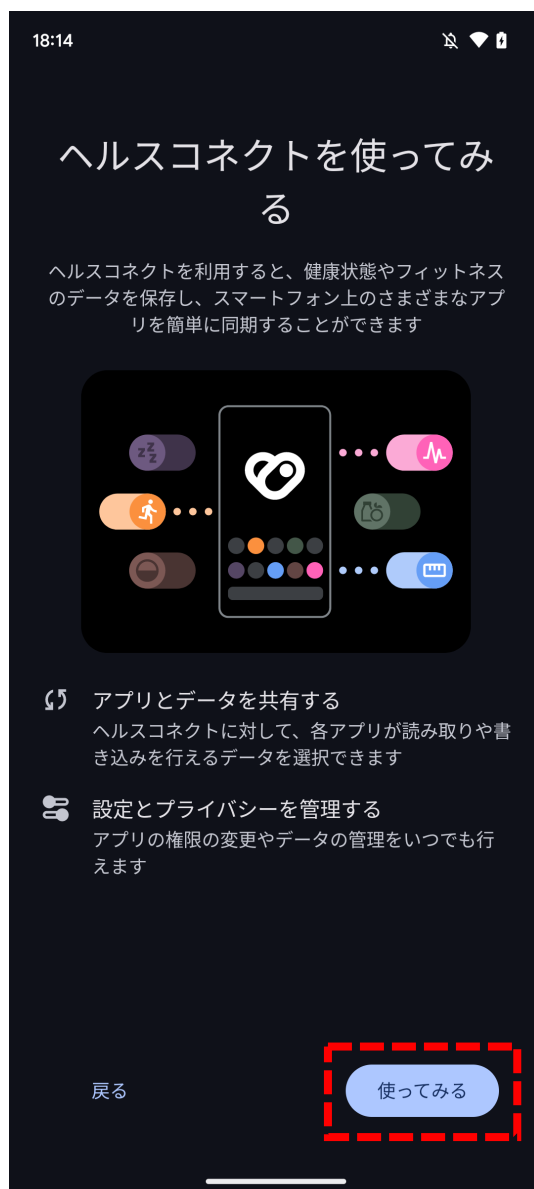 18:14
ヘルスコネクトを使ってみ
る
ヘルスコネクトを利用すると、健康状態やフィットネス
のデータを保存し、スマートフォン上のさまざまなアプ
リを簡単に同期することができます
zzz
アプリとデータを共有する
ヘルスコネクトに対して、各アプリが読み取りや書
き込みを行えるデータを選択できます
設定とプライバシーを管理する
アプリの権限の変更やデータの管理をいつでも行
えます
戻る
使ってみる